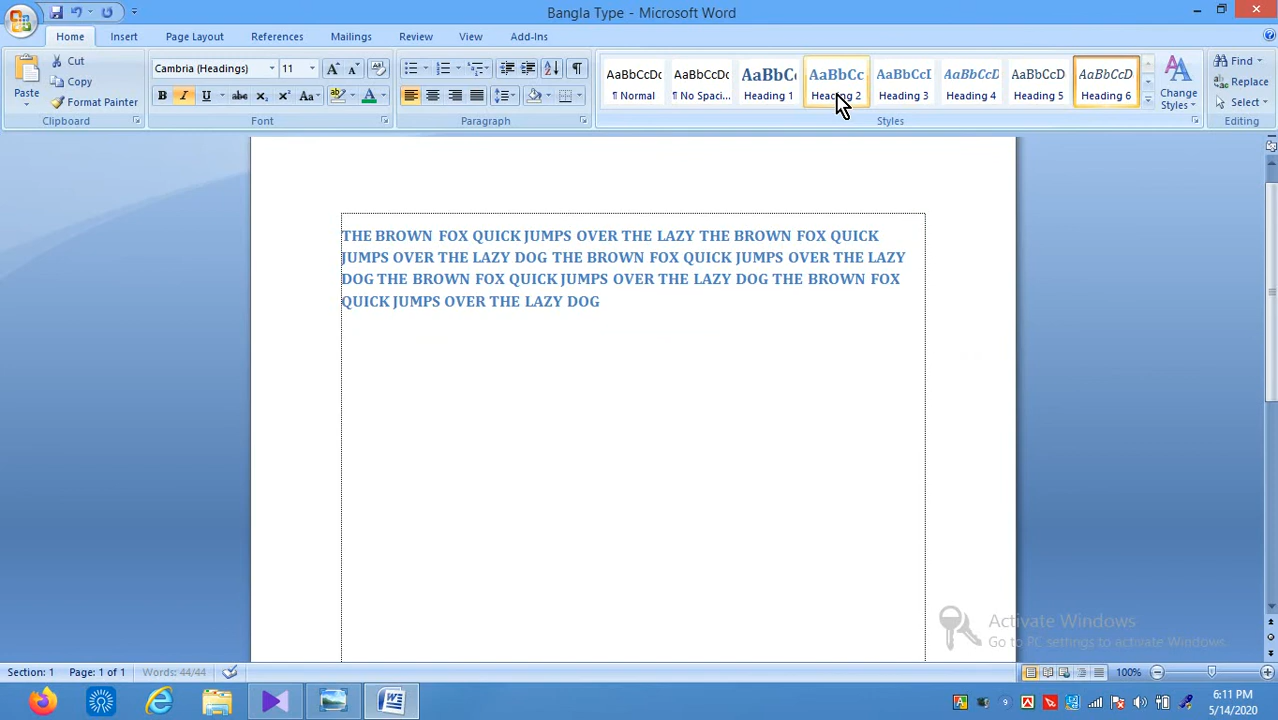 Bangla Type - Microsoft Word
Home Insert Page Layout References Mailings Review View Add-Ins
Paste
Cut
Copy
Format Painter
Clipboard
Cambria (Headings) 11
B I U abc X₂ X² Aa
Font
Paragraph
AaBbCcDc AaBbCcDc AaBbC AaBbCc AaBbCcI AaBbCcD AaBbCcD AaBbCcD
¶ Normal ¶ No Spaci... Heading 1 Heading 2 Heading 3 Heading 4 Heading 5 Heading 6
Styles
Change
Styles
Find
Replace
Select
Editing
THE BROWN FOX QUICK JUMPS OVER THE LAZY THE BROWN FOX QUICK
JUMPS OVER THE LAZY DOG THE BROWN FOX QUICK JUMPS OVER THE LAZY
DOG THE BROWN FOX QUICK JUMPS OVER THE LAZY DOG THE BROWN FOX
QUICK JUMPS OVER THE LAZY DOG
Activate Windows
Go to PC settings to activate Windows.
Section: 1 Page: 1 of 1 Words: 44/44
100%
6:11 PM
5/14/2020